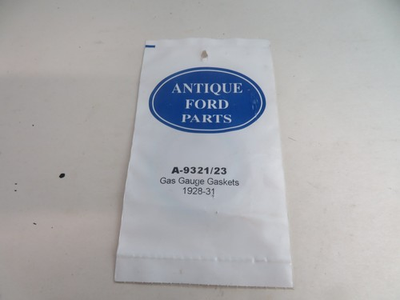 ANTIQUE
FORD
PARTS
A-9321/23
Gas Gauge Gaskets
1928-31